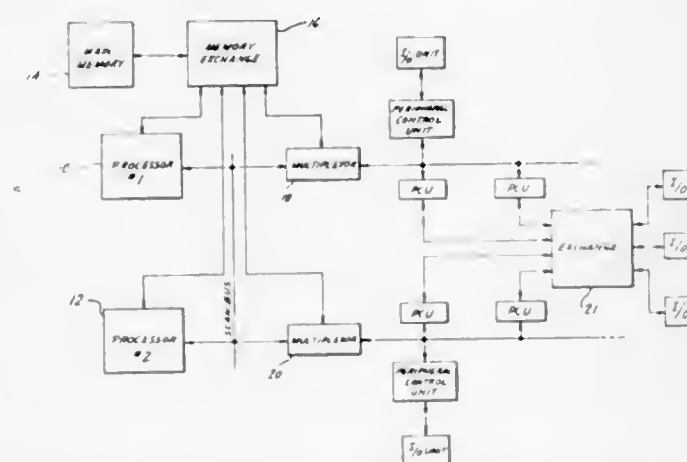 16
MAIN
MEMORY
14
MEMORY
EXCHANGE
I/O UNIT
PERIPHERAL
CONTROL
UNIT
PROCESSOR
#1
MULTIPLEXOR
18
PCU
PCU
I/O
EXCHANGE
21
I/O
I/O
SCAN BUS
12
PROCESSOR
#2
MULTIPLEXOR
20
PCU
PCU
PERIPHERAL
CONTROL
UNIT
I/O UNIT